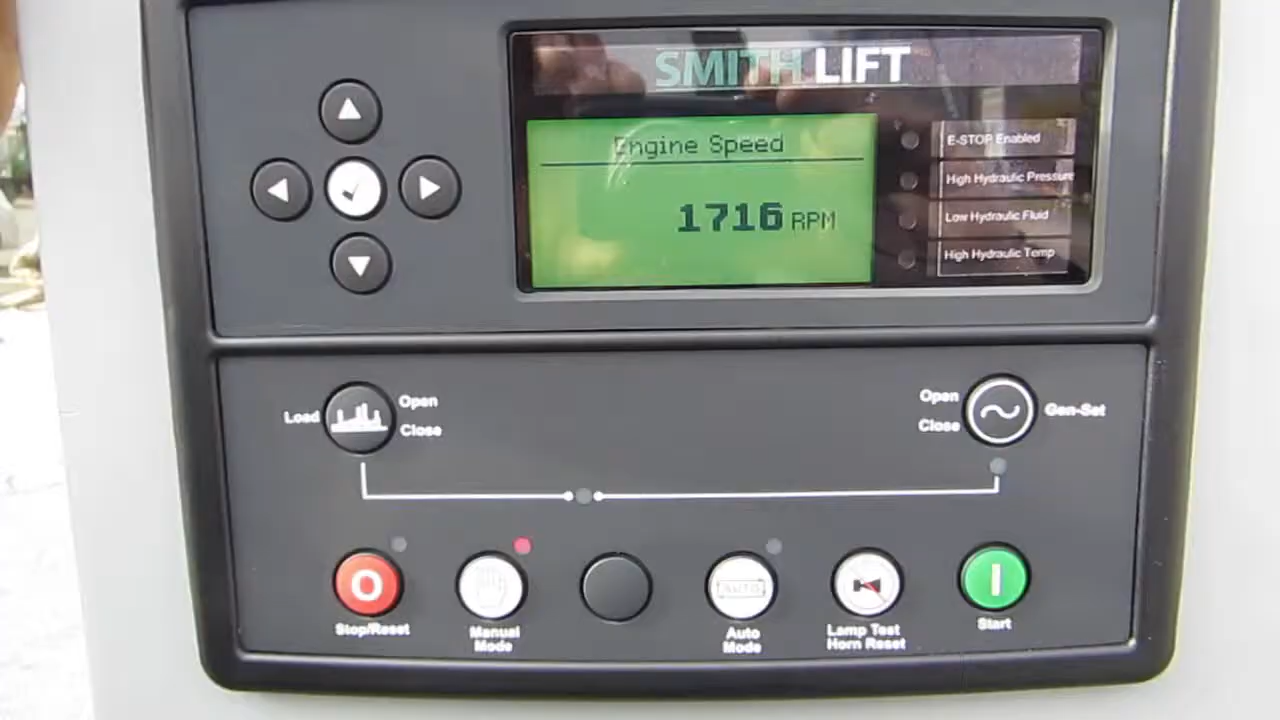 SMITH LIFT
Engine Speed
1716 RPM
E-STOP Enabled
High Hydraulic Pressure
Low Hydraulic Fluid
High Hydraulic Temp
Load
Open
Close
Open
Close
Gen-Set
O
Stop/Reset
Manual
Mode
AUTO
Auto
Mode
Lamp Test
Horn Reset
I
Start